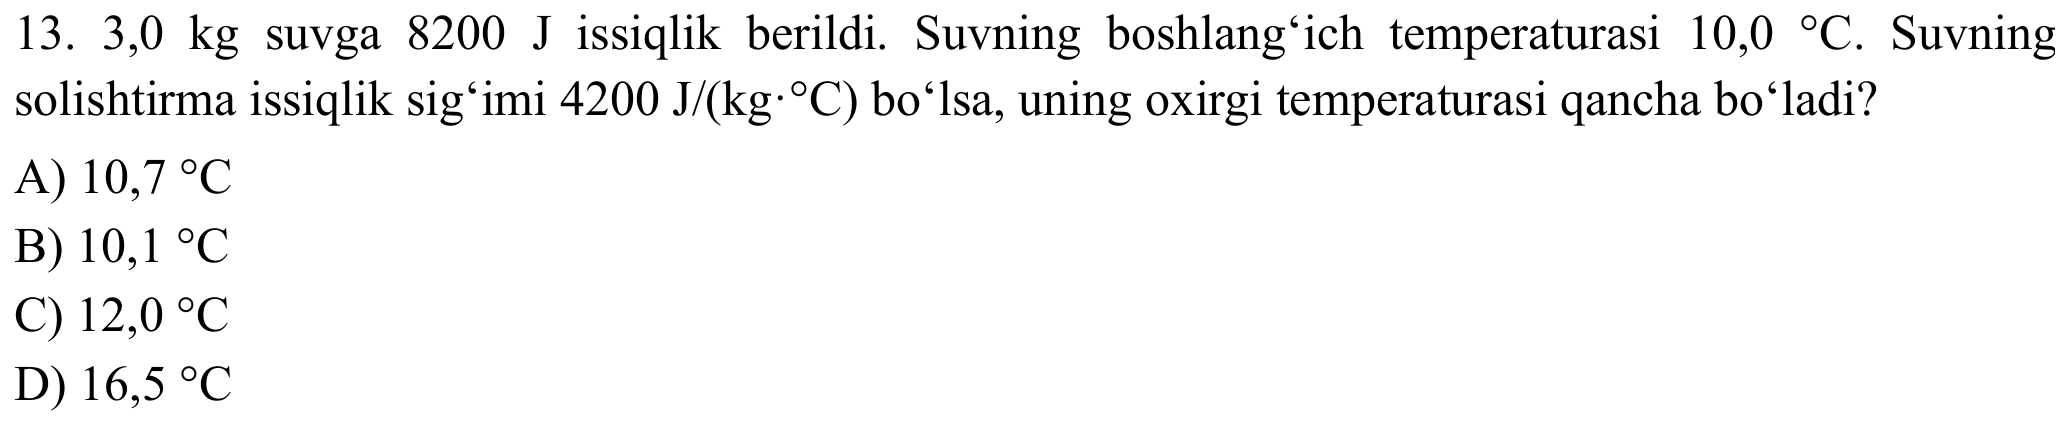 13. 3,0 kg suvga 8200 J issiqlik berildi. Suvning boshlang‘ich temperaturasi 10,0 °C. Suvning
solishtirma issiqlik sig‘imi 4200 J/(kg·°C) bo‘lsa, uning oxirgi temperaturasi qancha bo‘ladi?
A) 10,7 °C
B) 10,1 °C
C) 12,0 °C
D) 16,5 °C